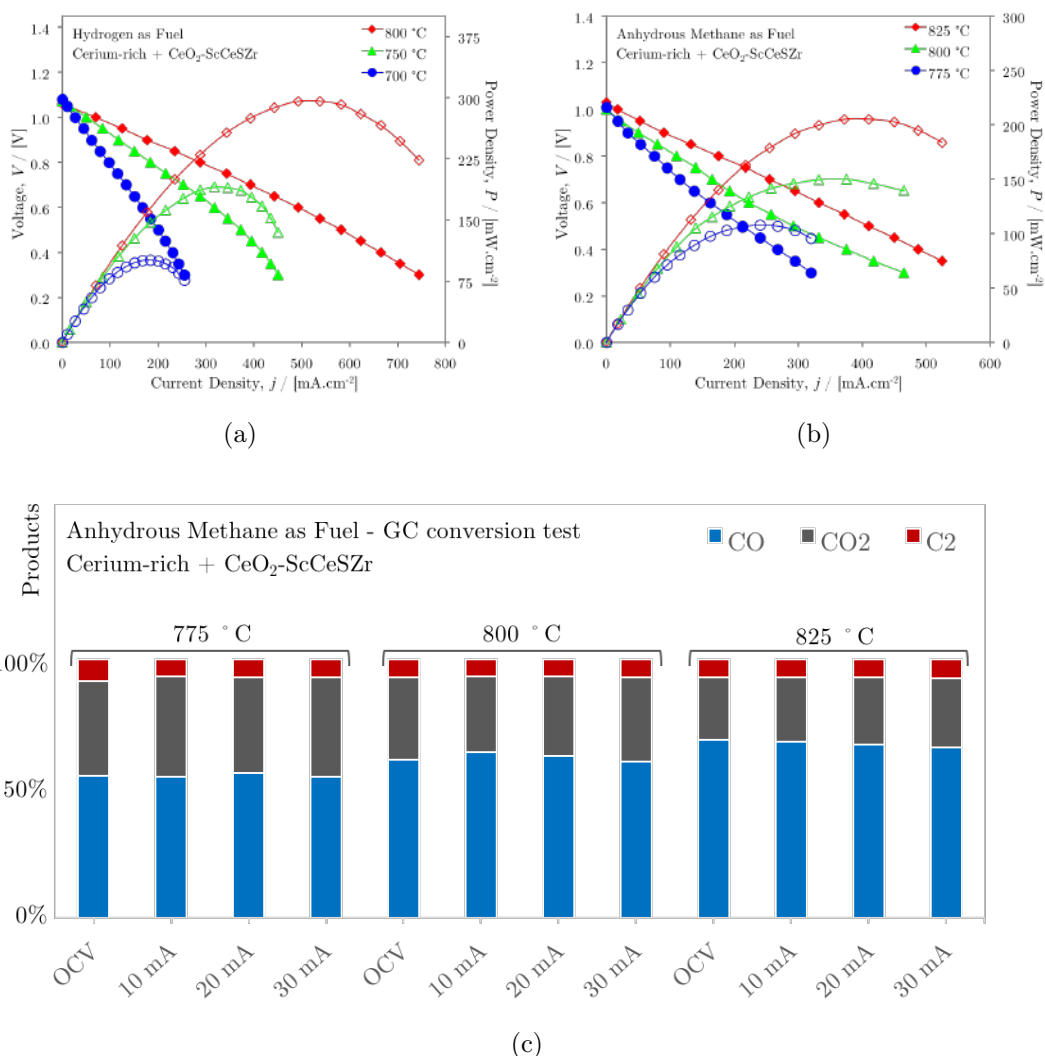 Hydrogen as Fuel
Cerium-rich + CeO2-ScCeSZr
800 °C
750 °C
700 °C
Voltage, V / [V]
1.4
1.2
1.0
0.8
0.6
0.4
0.2
0.0
375
300
225
150
75
0
Power Density, P / [mW.cm-2]
0 100 200 300 400 500 600 700 800
Current Density, j / [mA.cm-2]
(a)
Anhydrous Methane as Fuel
Cerium-rich + CeO2-ScCeSZr
825 °C
800 °C
775 °C
Voltage, V / [V]
1.4
1.2
1.0
0.8
0.6
0.4
0.2
0.0
300
250
200
150
100
50
0
Power Density, P / [mW.cm-2]
0 100 200 300 400 500 600
Current Density, j / [mA.cm-2]
(b)
Products
Anhydrous Methane as Fuel - GC conversion test
Cerium-rich + CeO2-ScCeSZr
CO CO2 C2
775 °C 800 °C 825 °C
100%
50%
0%
OCV 10 mA 20 mA 30 mA OCV 10 mA 20 mA 30 mA OCV 10 mA 20 mA 30 mA
(c)